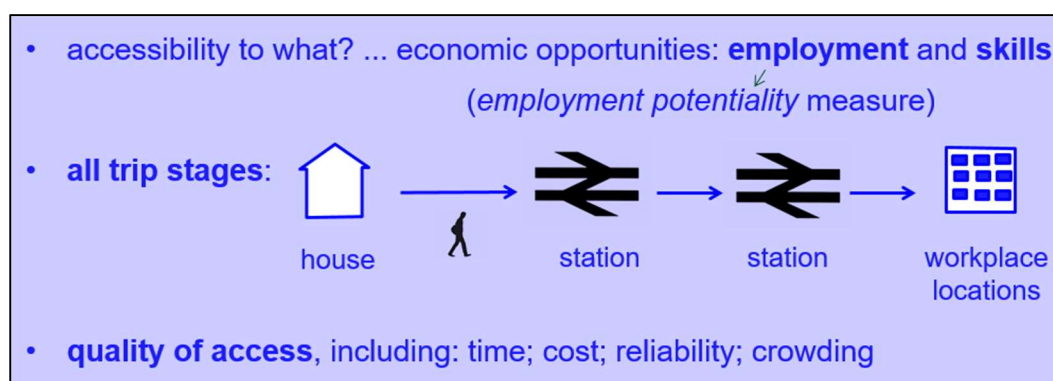 • accessibility to what? ... economic opportunities: employment and skills
(employment potentiality measure)
• all trip stages:
house
station
station
workplace
locations
• quality of access, including: time; cost; reliability; crowding